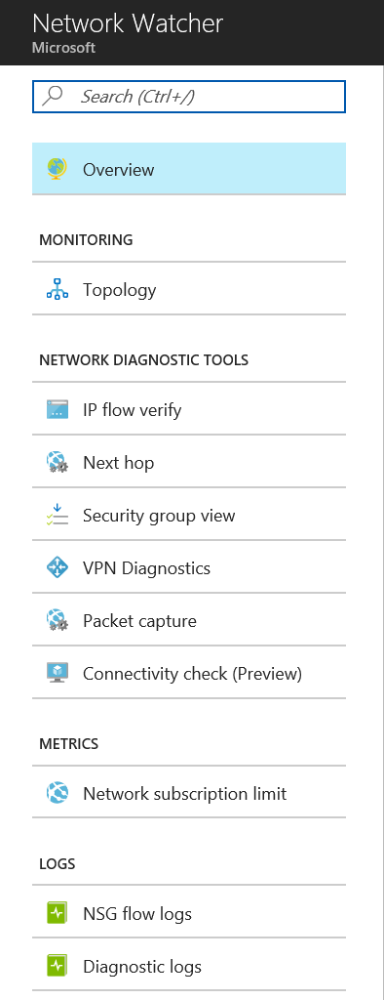 Network Watcher
Microsoft
Search (Ctrl+/)
Overview
MONITORING
Topology
NETWORK DIAGNOSTIC TOOLS
IP flow verify
Next hop
Security group view
VPN Diagnostics
Packet capture
Connectivity check (Preview)
METRICS
Network subscription limit
LOGS
NSG flow logs
Diagnostic logs